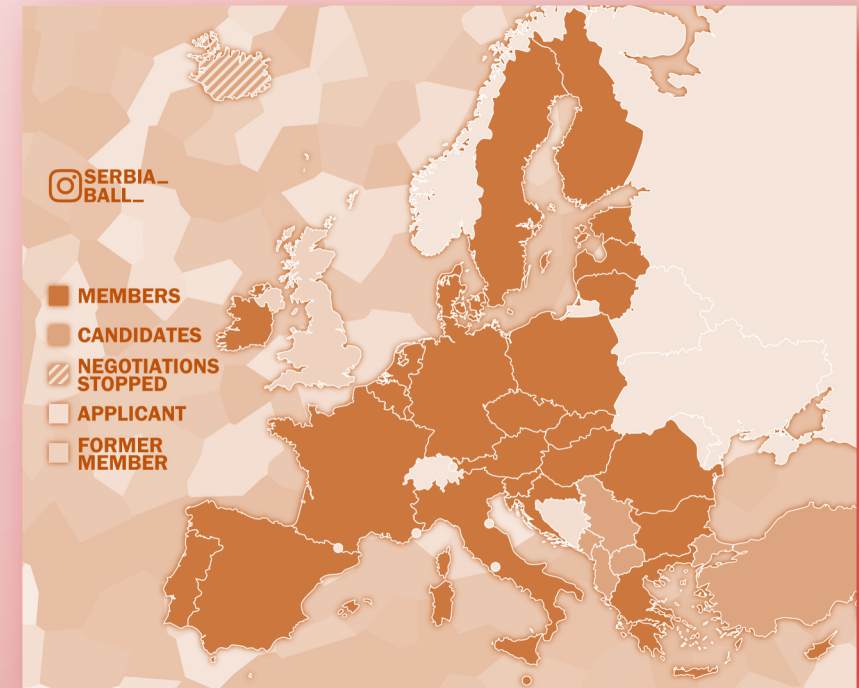 SERBIA_
BALL_
MEMBERS
CANDIDATES
NEGOTIATIONS
STOPPED
APPLICANT
FORMER
MEMBER